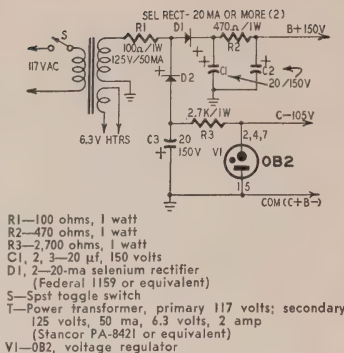 SEL RECT-20MA OR MORE (2)
R1 D1 470Ω/1W B+150V
100Ω/1W R2
125V/50MA
S
117VAC
D2 C1 C2
20/150V
2.7K/1W C-105V
6.3V HTRS C3 20 R3 2,4,7
150V V1 OB2
1 5
COM (C+B-)
R1—100 ohms, 1 watt
R2—470 ohms, 1 watt
R3—2,700 ohms, 1 watt
C1, 2, 3—20 µf, 150 volts
D1, 2—20-ma selenium rectifier
(Federal 1159 or equivalent)
S—Spst toggle switch
T—Power transformer, primary 117 volts; secondary
125 volts, 50 ma, 6.3 volts, 2 amp
(Stancor PA-8421 or equivalent)
V1—OB2, voltage regulator